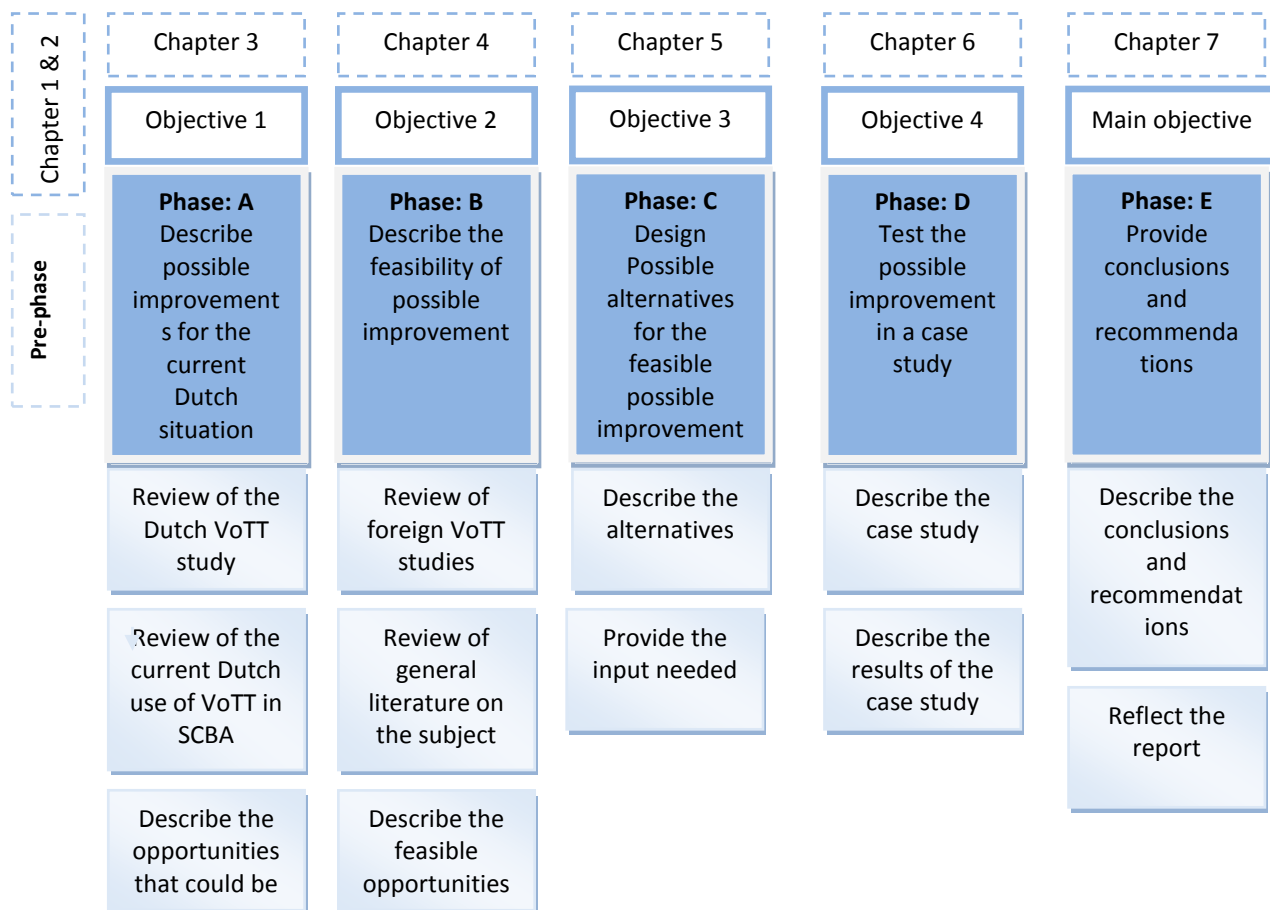 Chapter 1 & 2
Pre-phase
Chapter 3
Objective 1
Phase: A
Describe
possible
improvement
s for the
current
Dutch
situation
Review of the
Dutch VoTT
study
Review of the
current Dutch
use of VoTT in
SCBA
Describe the
opportunities
that could be
Chapter 4
Objective 2
Phase: B
Describe the
feasibility of
possible
improvement
Review of
foreign VoTT
studies
Review of
general
literature on
the subject
Describe the
feasible
opportunities
Chapter 5
Objective 3
Phase: C
Design
Possible
alternatives
for the
feasible
possible
improvement
Describe the
alternatives
Provide the
input needed
Chapter 6
Objective 4
Phase: D
Test the
possible
improvement
in a case
study
Describe the
case study
Describe the
results of the
case study
Chapter 7
Main objective
Phase: E
Provide
conclusions
and
recommenda
tions
Describe the
conclusions
and
recommendat
ions
Reflect the
report